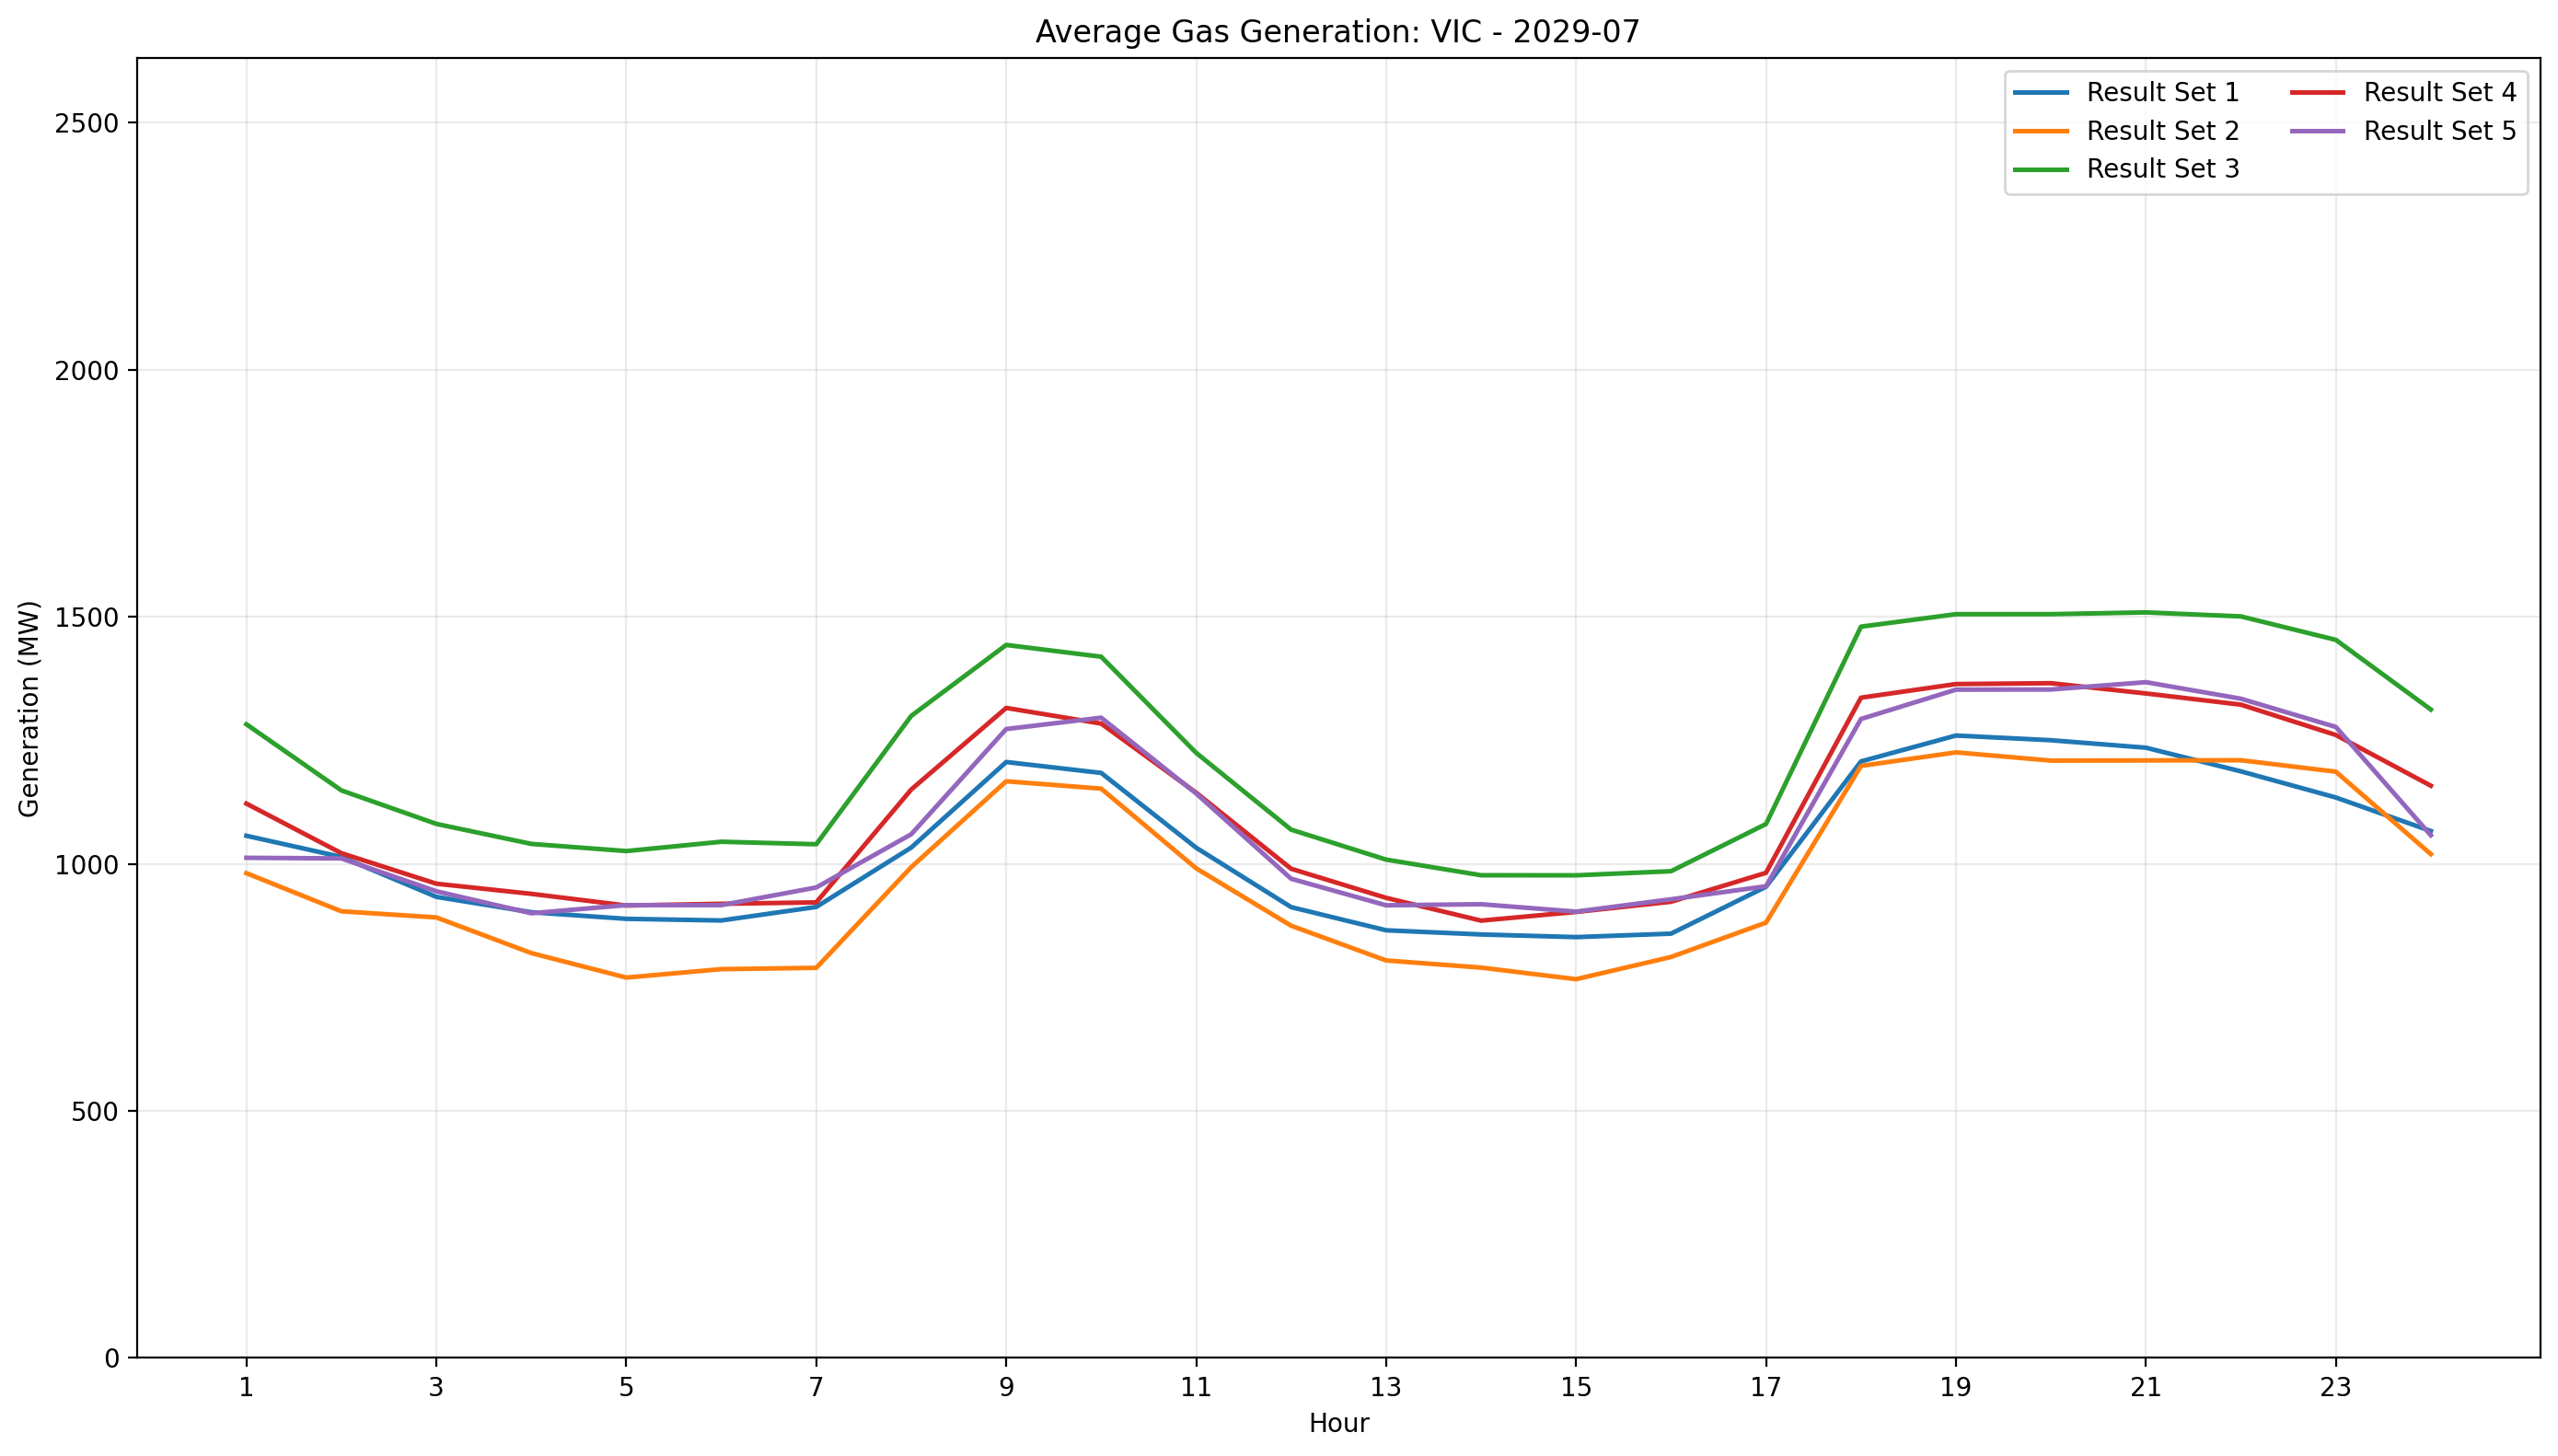 Average Gas Generation: VIC - 2029-07
Generation (MW)
2500
2000
1500
1000
500
0
Result Set 1
Result Set 2
Result Set 3
Result Set 4
Result Set 5
1 3 5 7 9 11 13 15 17 19 21 23
Hour